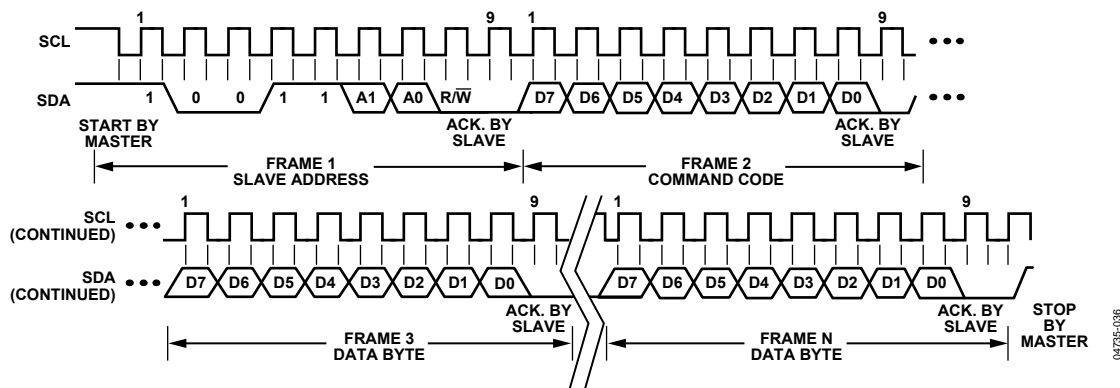 1 9 1 9
SCL
SDA 1 0 0 1 1 A1 A0 R/W̅ D7 D6 D5 D4 D3 D2 D1 D0
START BY MASTER
ACK. BY SLAVE
ACK. BY SLAVE
FRAME 1
SLAVE ADDRESS
FRAME 2
COMMAND CODE
1 9 1 9
SCL
(CONTINUED)
SDA
(CONTINUED)
D7 D6 D5 D4 D3 D2 D1 D0 D7 D6 D5 D4 D3 D2 D1 D0
ACK. BY SLAVE
ACK. BY SLAVE
STOP BY MASTER
FRAME 3
DATA BYTE
FRAME N
DATA BYTE
04735-036